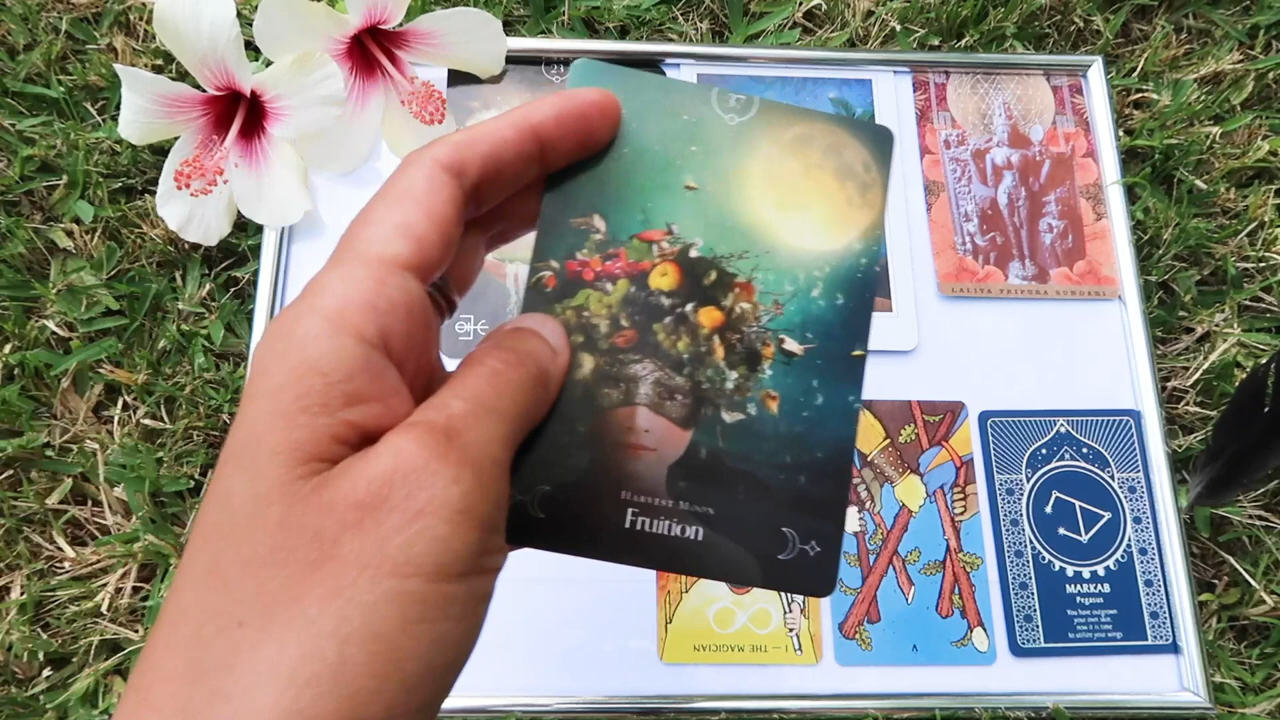 23
LALITA TRIPURA SUNDARI
HARVEST MOON
Fruition
I — THE MAGICIAN
V
MARKAB
Pegasus
You have outgrown
your own skin.
now it is time
to utilize your wings